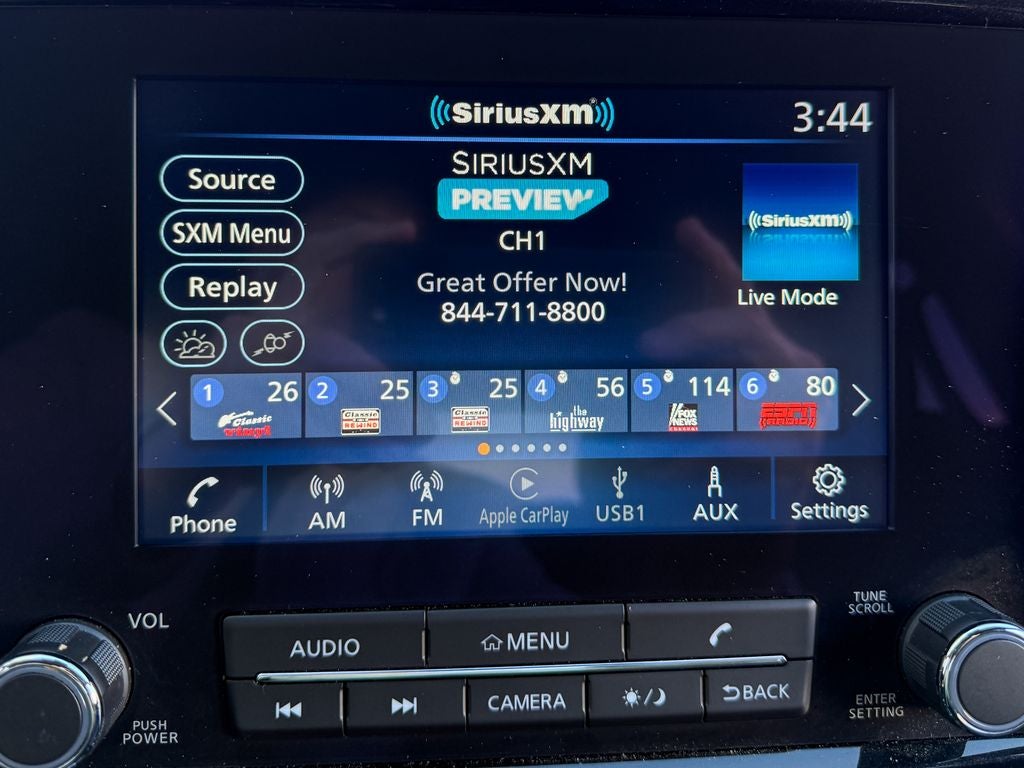 SiriusXM
3:44
Source
SXM Menu
Replay
SIRIUSXM
PREVIEW
CH1
Great Offer Now!
844-711-8800
SiriusXM
Live Mode
1 26
Classic
Vinyl
2 25
Classic
REWIND
3 25
Classic
REWIND
4 56
the
highway
5 114
FOX
NEWS
channel
6 80
ESPN
RADIO
Phone
AM
FM
Apple CarPlay
USB1
AUX
Settings
VOL
PUSH
POWER
AUDIO
MENU
CAMERA
BACK
TUNE
SCROLL
ENTER
SETTING